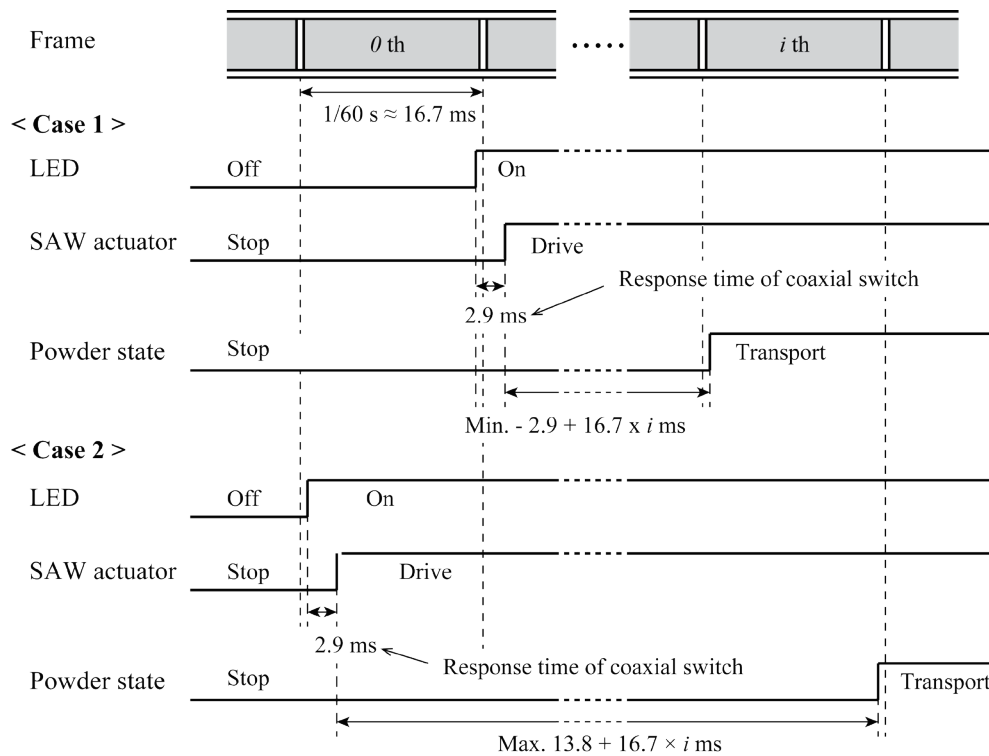 Frame
0 th
i th
1/60 s ≈ 16.7 ms
< Case 1 >
LED
Off
On
SAW actuator
Stop
Drive
Response time of coaxial switch
2.9 ms
Powder state
Stop
Transport
Min. - 2.9 + 16.7 x i ms
< Case 2 >
LED
Off
On
SAW actuator
Stop
Drive
2.9 ms
Response time of coaxial switch
Powder state
Stop
Transport
Max. 13.8 + 16.7 × i ms